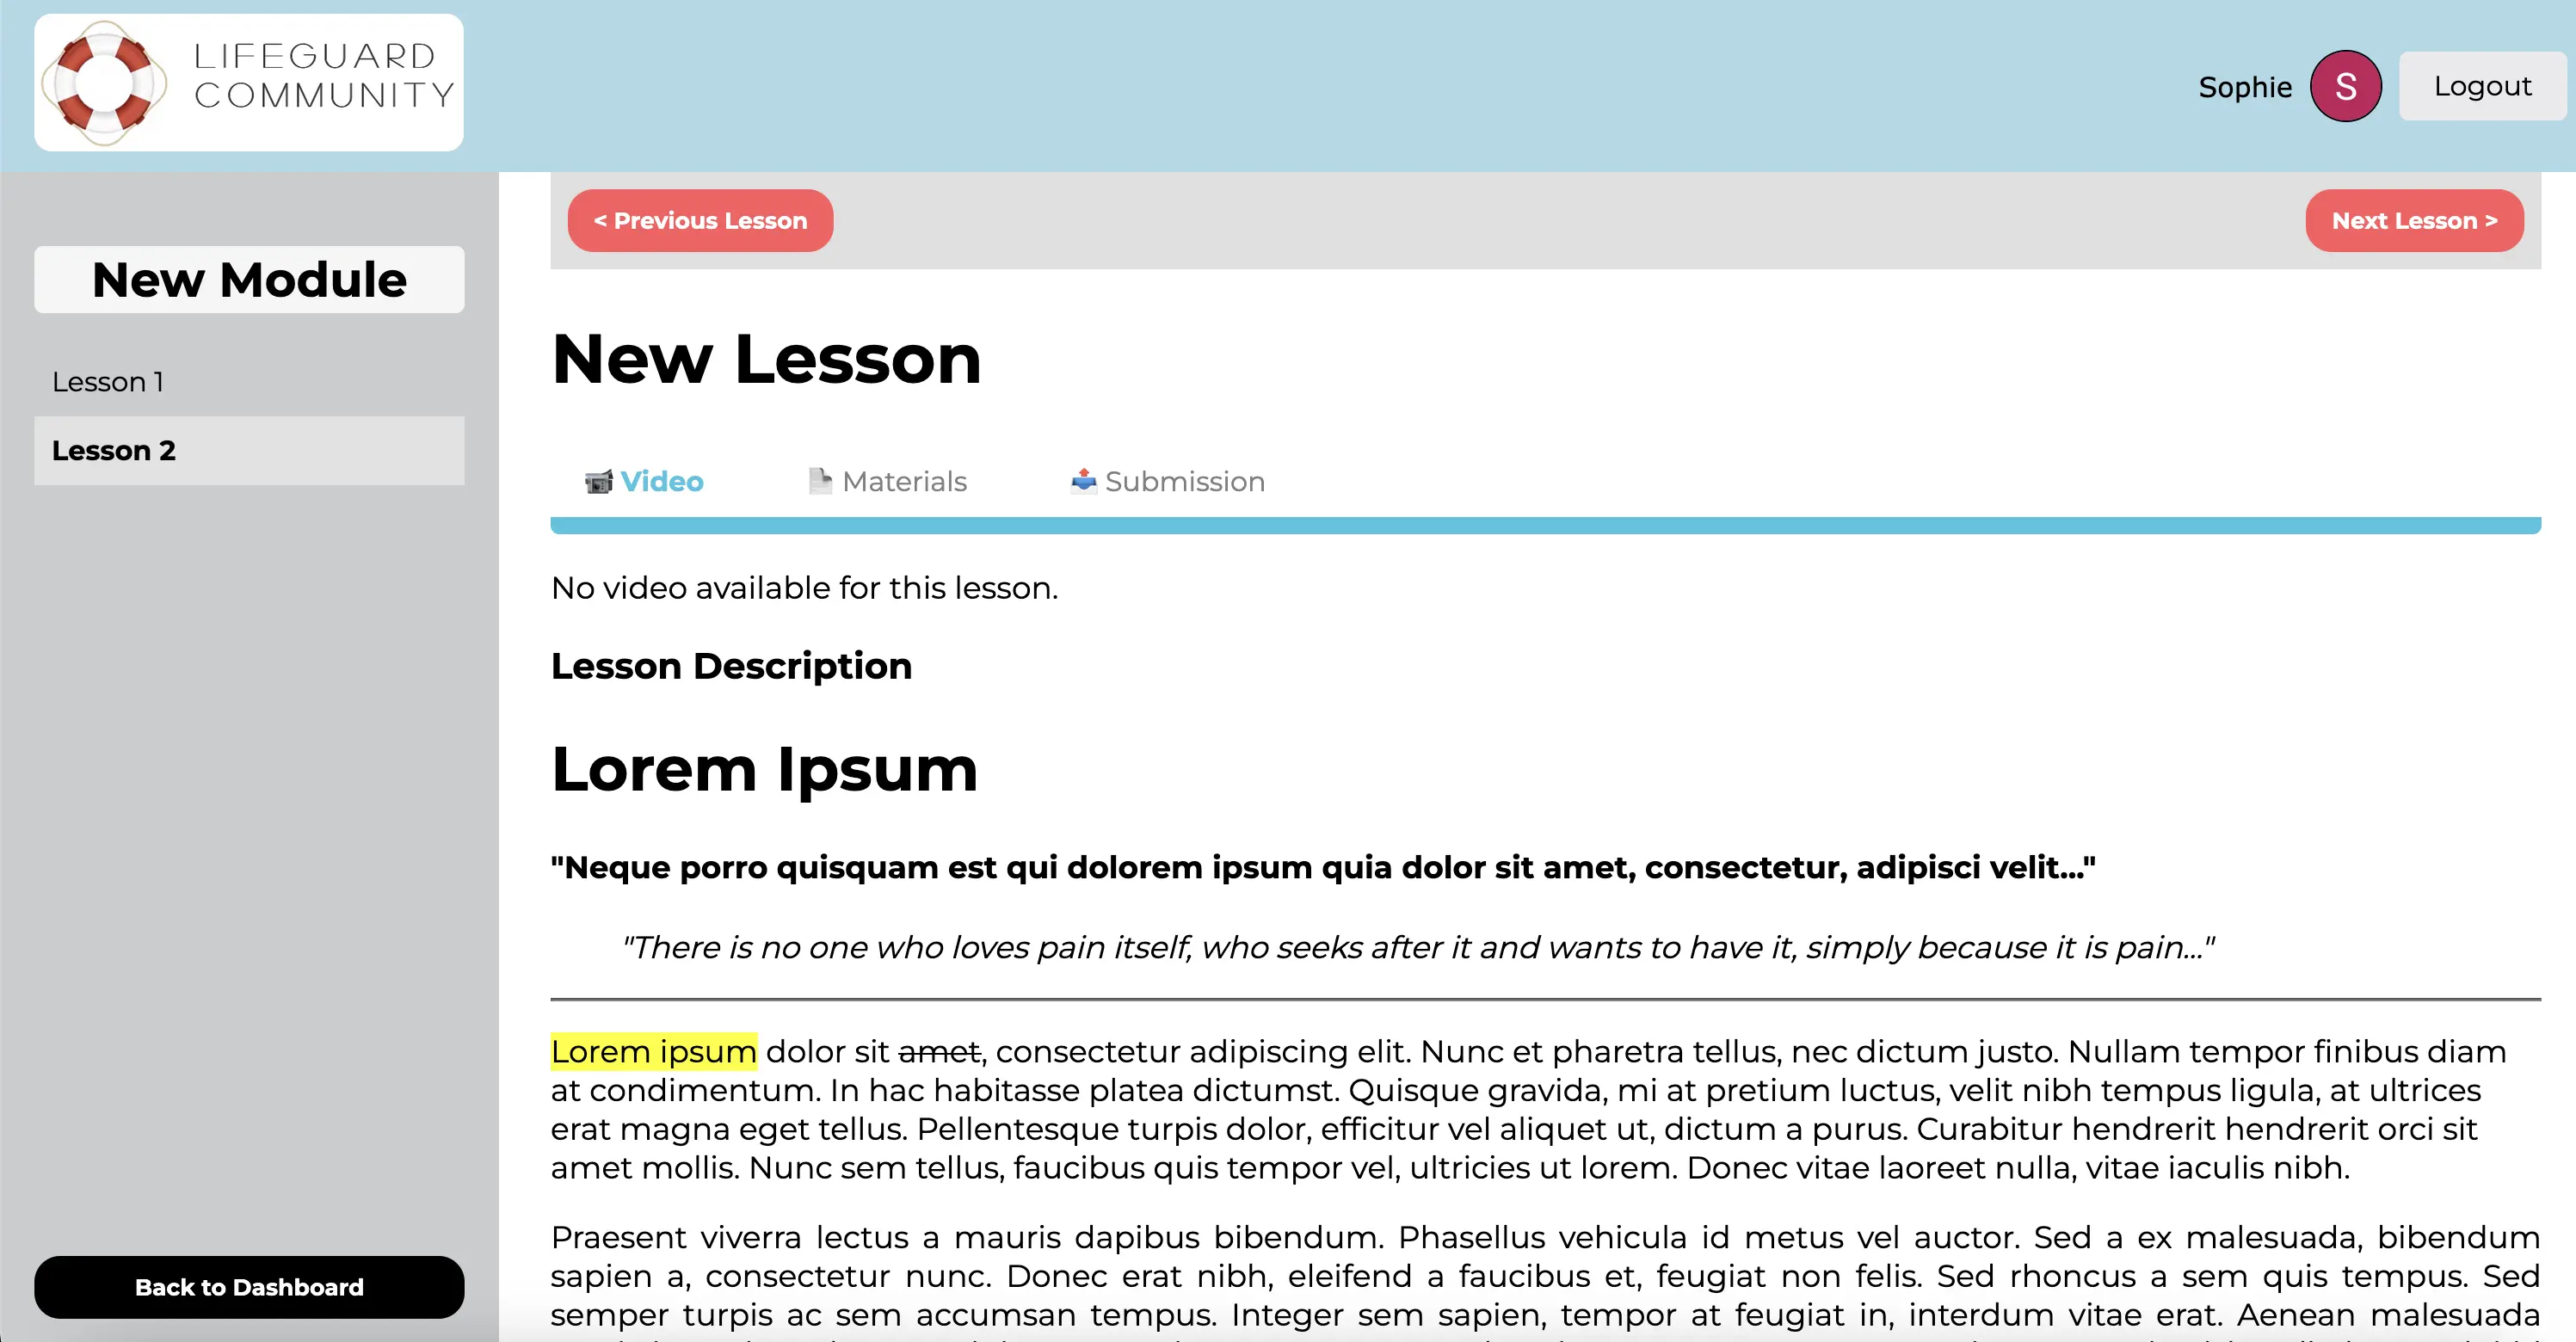 LIFEGUARD
COMMUNITY
Sophie
S
Logout
New Module
Lesson 1
Lesson 2
Back to Dashboard
< Previous Lesson
Next Lesson >
New Lesson
Video
Materials
Submission
No video available for this lesson.
Lesson Description
Lorem Ipsum
"Neque porro quisquam est qui dolorem ipsum quia dolor sit amet, consectetur, adipisci velit..."
"There is no one who loves pain itself, who seeks after it and wants to have it, simply because it is pain..."
Lorem ipsum dolor sit amet, consectetur adipiscing elit. Nunc et pharetra tellus, nec dictum justo. Nullam tempor finibus diam
at condimentum. In hac habitasse platea dictumst. Quisque gravida, mi at pretium luctus, velit nibh tempus ligula, at ultrices
erat magna eget tellus. Pellentesque turpis dolor, efficitur vel aliquet ut, dictum a purus. Curabitur hendrerit hendrerit orci sit
amet mollis. Nunc sem tellus, faucibus quis tempor vel, ultricies ut lorem. Donec vitae laoreet nulla, vitae iaculis nibh.
Praesent viverra lectus a mauris dapibus bibendum. Phasellus vehicula id metus vel auctor. Sed a ex malesuada, bibendum
sapien a, consectetur nunc. Donec erat nibh, eleifend a faucibus et, feugiat non felis. Sed rhoncus a sem quis tempus. Sed
semper turpis ac sem accumsan tempus. Integer sem sapien, tempor at feugiat in, interdum vitae erat. Aenean malesuada